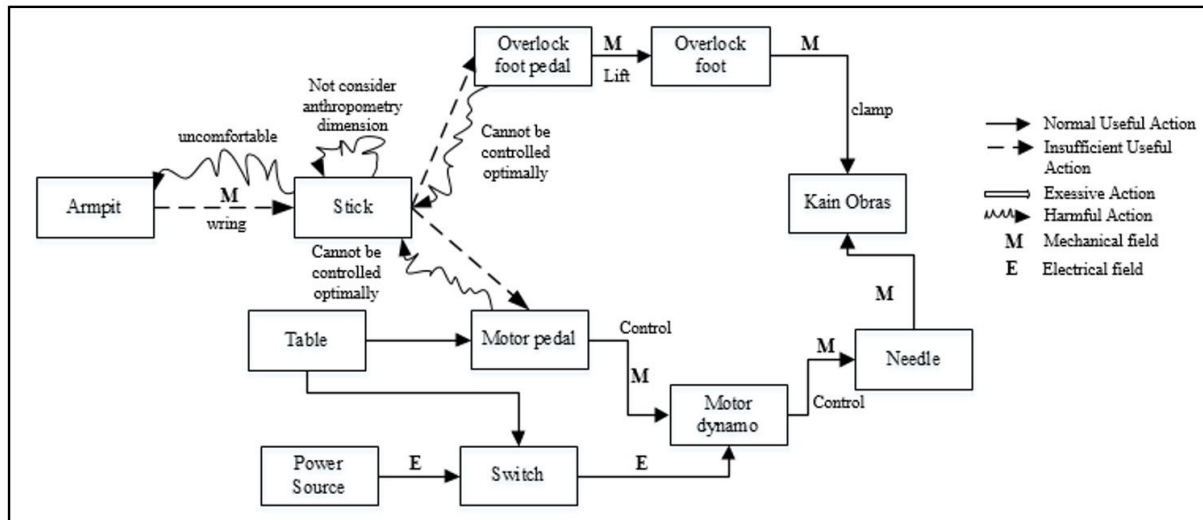 Overlock
foot pedal
M
Lift
Overlock
foot
M
clamp
Not consider
anthropometry
dimension
uncomfortable
Cannot be
controlled
optimally
Armpit
M
wring
Stick
Kain Obras
Cannot be
controlled
optimally
Table
Motor pedal
Control
M
M
Needle
M
Control
Motor
dynamo
Power
Source
E
Switch
E
Normal Useful Action
Insufficient Useful
Action
Exessive Action
Harmful Action
M Mechanical field
E Electrical field